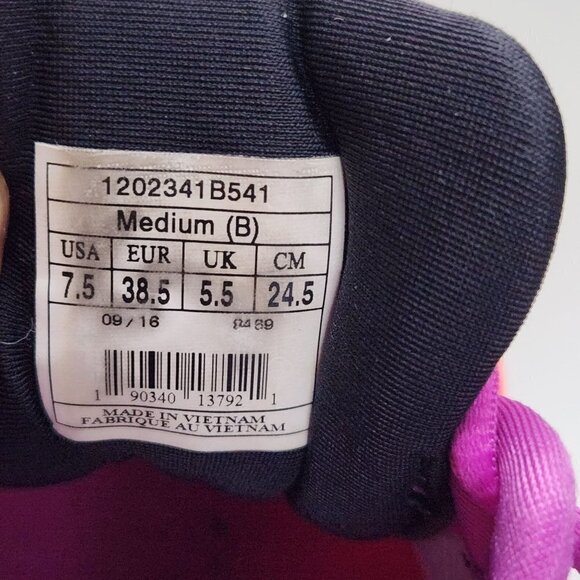 1202341B541
Medium (B)
USA EUR UK CM
7.5 38.5 5.5 24.5
09/16 8469
1 90340 13792 1
MADE IN VIETNAM
FABRIQUE AU VIETNAM